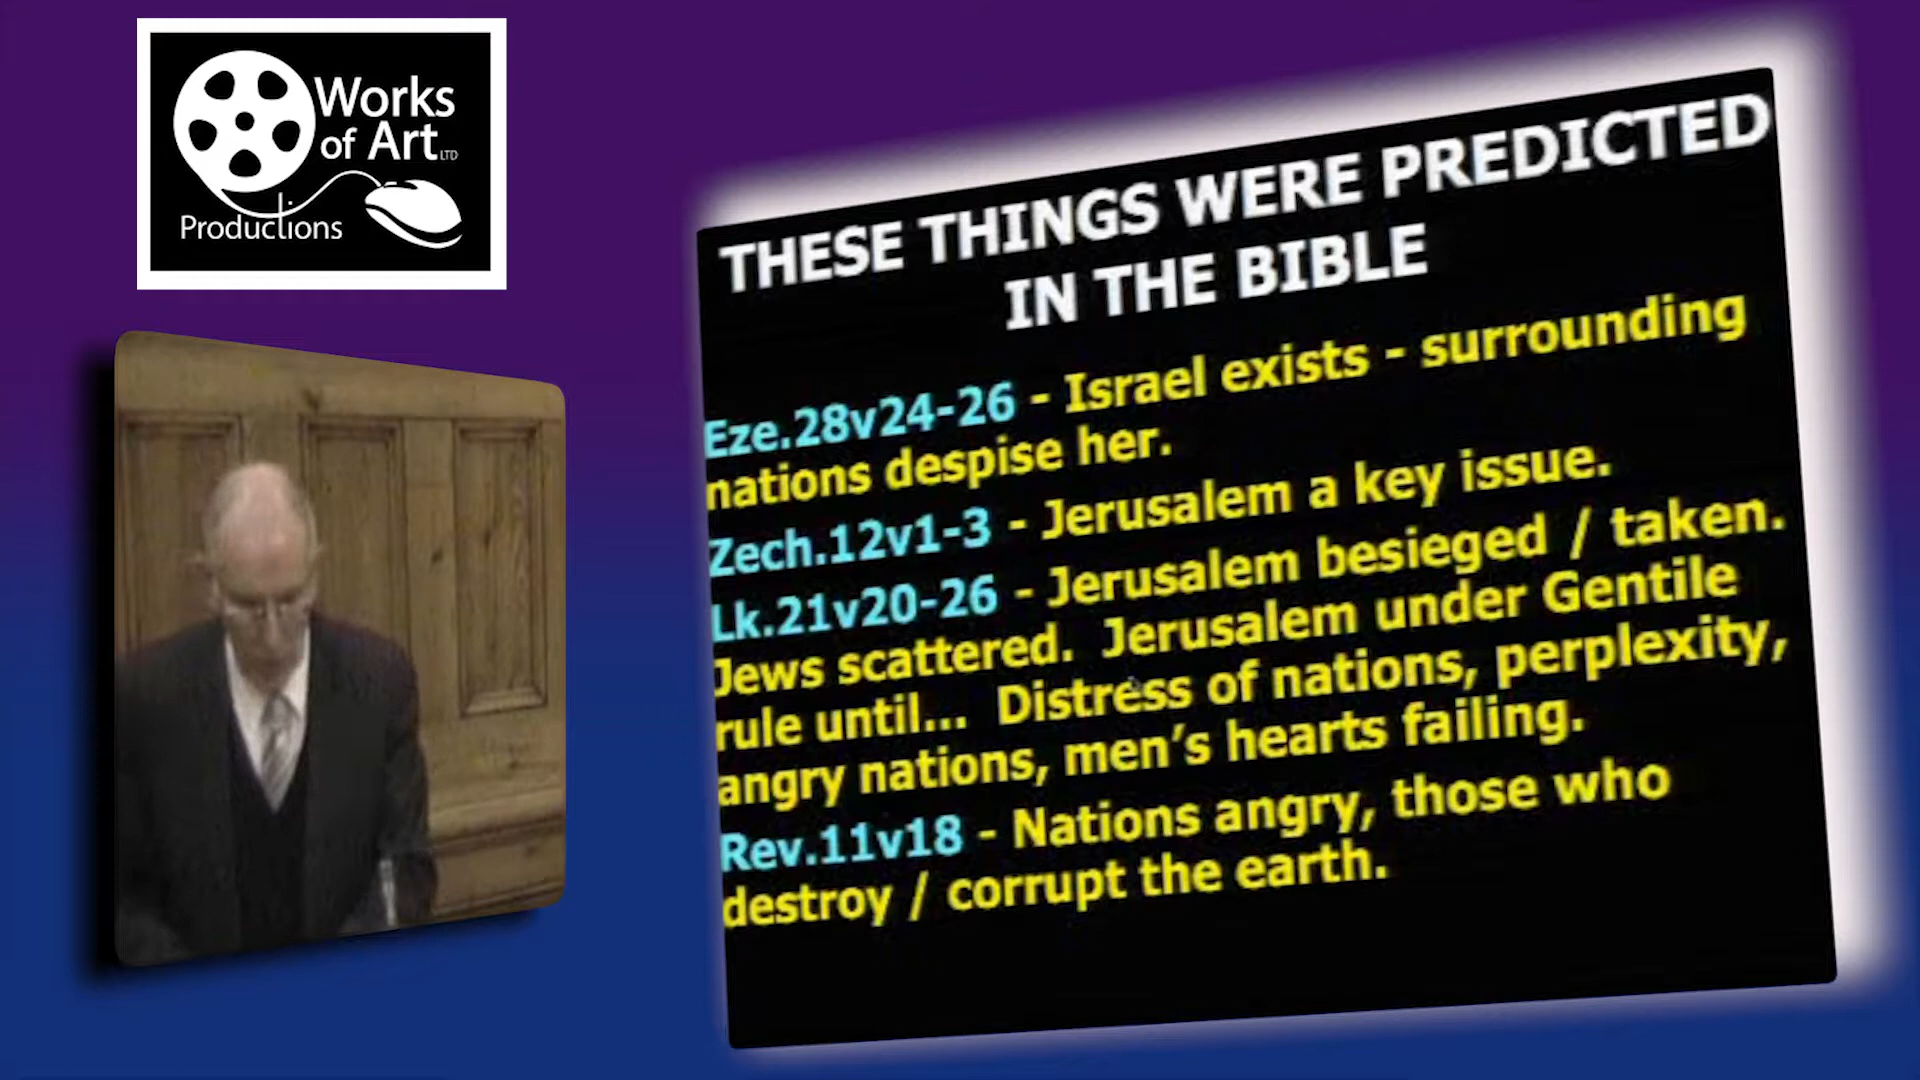 Works
of Art LTD
Productions
THESE THINGS WERE PREDICTED
IN THE BIBLE
Eze.28v24-26 - Israel exists - surrounding
nations despise her.
Zech.12v1-3 - Jerusalem a key issue.
Lk.21v20-26 - Jerusalem besieged / taken.
Jews scattered. Jerusalem under Gentile
rule until... Distress of nations, perplexity,
angry nations, men's hearts failing.
Rev.11v18 - Nations angry, those who
destroy / corrupt the earth.